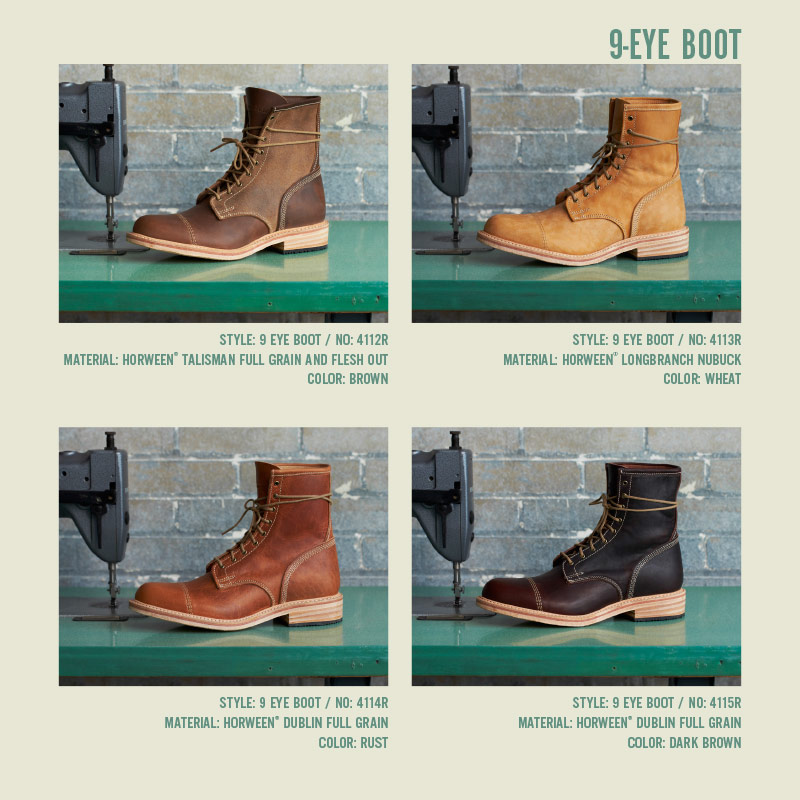 9-EYE BOOT
STYLE: 9 EYE BOOT / NO: 4112R
MATERIAL: HORWEEN® TALISMAN FULL GRAIN AND FLESH OUT
COLOR: BROWN
STYLE: 9 EYE BOOT / NO: 4113R
MATERIAL: HORWEEN® LONGBRANCH NUBUCK
COLOR: WHEAT
STYLE: 9 EYE BOOT / NO: 4114R
MATERIAL: HORWEEN® DUBLIN FULL GRAIN
COLOR: RUST
STYLE: 9 EYE BOOT / NO: 4115R
MATERIAL: HORWEEN® DUBLIN FULL GRAIN
COLOR: DARK BROWN